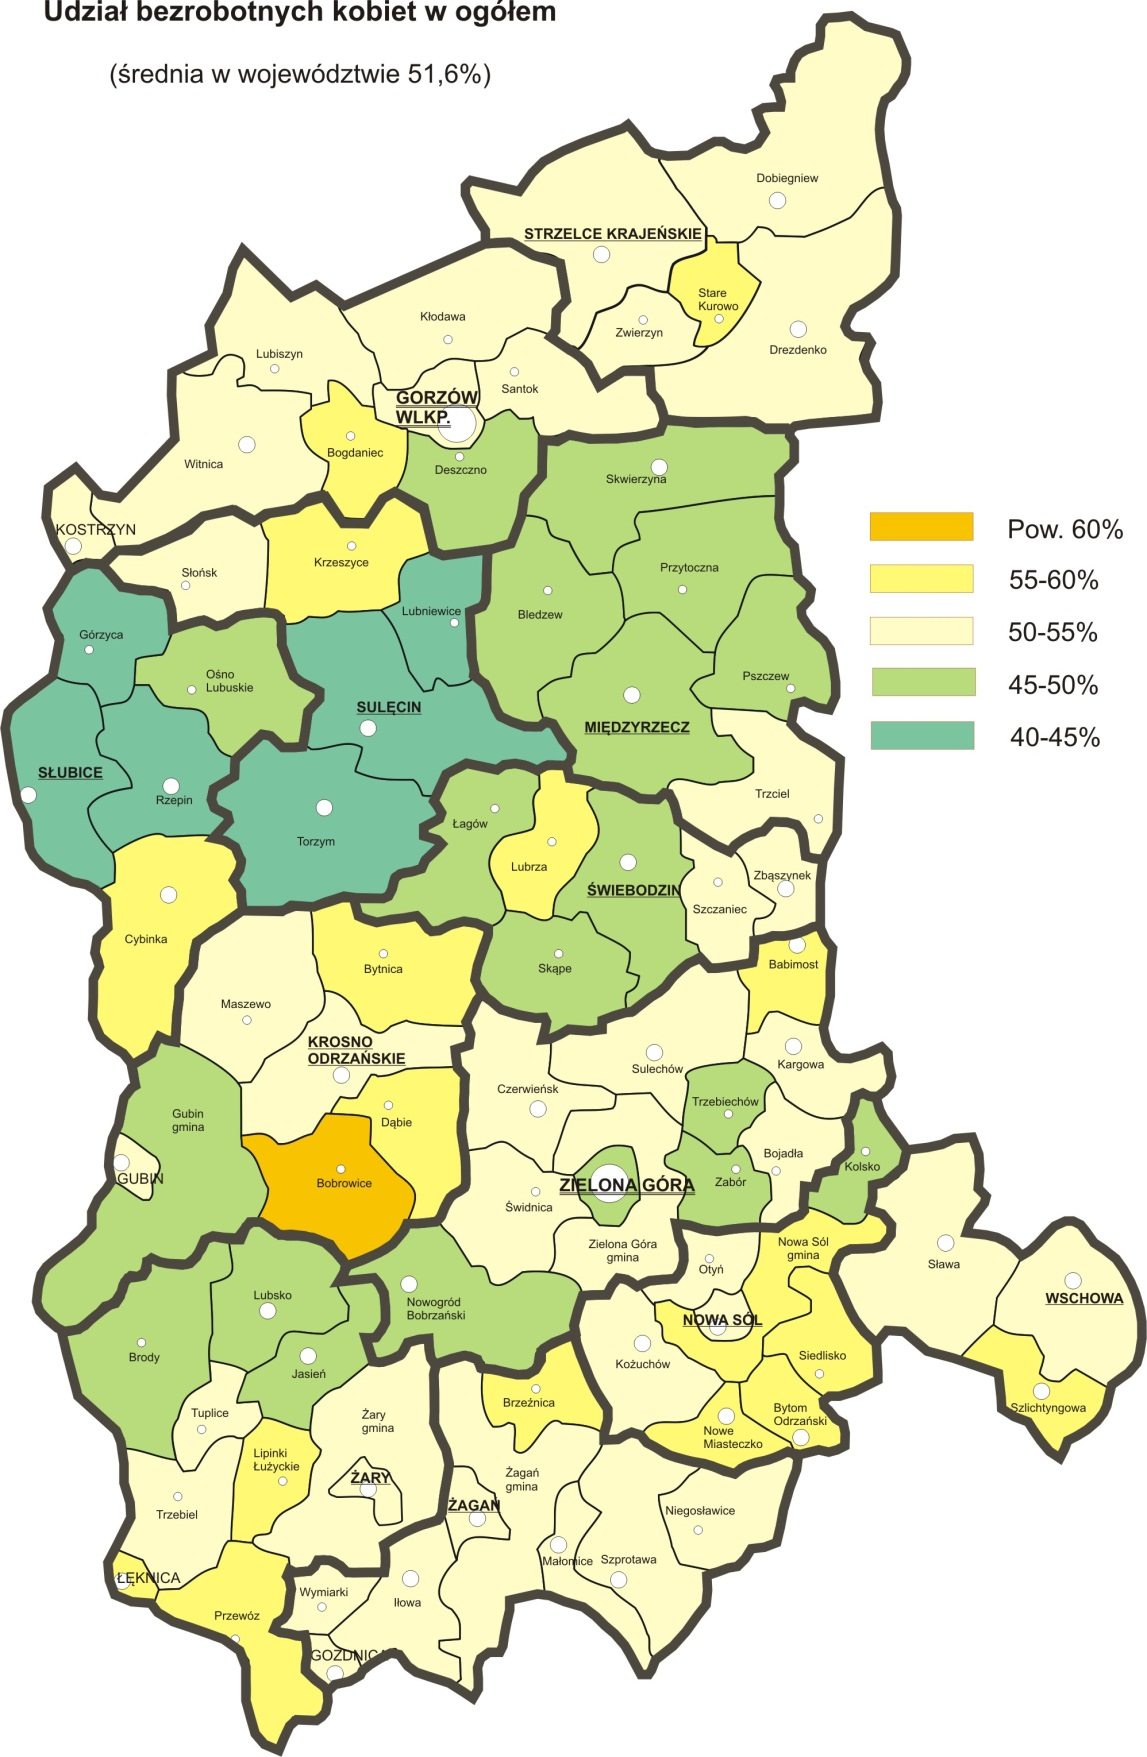 Udział bezrobotnych kobiet w ogółem
(średnia w województwie 51,6%)
Dobiegniew
STRZELCE KRAJEŃSKIE
Stare
Kurowo
Zwierzyn
Drezdenko
Kłodawa
Lubiszyn
Santok
GORZÓW
WLKP.
Bogdaniec
Witnica
Deszczno
Skwierzyna
KOSTRZYN
Pow. 60%
Krzeszyce
Słońsk
Przytoczna
55-60%
Lubniewice
Bledzew
Górzyca
50-55%
Ośno
Lubuskie
Pszczew
45-50%
SULĘCIN
MIĘDZYRZECZ
40-45%
SŁUBICE
Rzepin
Trzciel
Torzym
Łagów
Lubrza
ŚWIEBODZIN
Zbąszynek
Szczaniec
Cybinka
Bytnica
Skąpe
Babimost
Maszewo
KROSNO
ODRZAŃSKIE
Sulechów
Kargowa
Czerwieńsk
Trzebiechów
Gubin
gmina
Dąbie
Bojadła
Kolsko
GUBIN
Bobrowice
ZIELONA GÓRA
Zabór
Świdnica
Zielona Góra
gmina
Nowa Sól
gmina
Otyń
Sława
Lubsko
Nowogród
Bobrzański
WSCHOWA
NOWA SÓL
Brody
Jasień
Kożuchów
Siedlisko
Tuplice
Żary
gmina
Brzeźnica
Nowe
Miasteczko
Bytom
Odrzański
Szlichtyngowa
Lipinki
Łużyckie
ŻARY
Żagań
gmina
Trzebiel
ŻAGAŃ
Niegosławice
ŁĘKNICA
Małomice
Szprotawa
Wymiarki
Iłowa
Przewóz
GOZDNICA